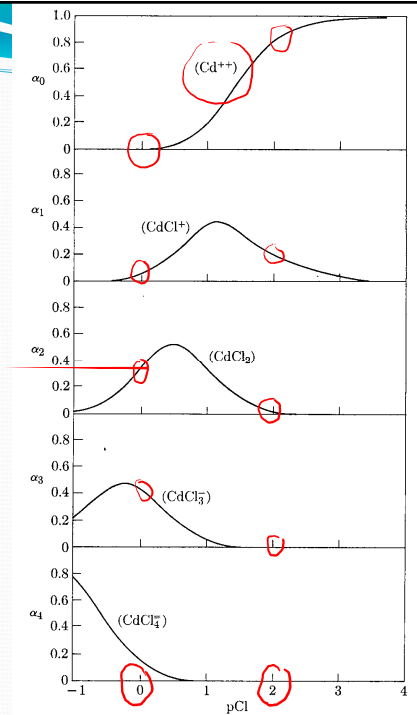 1.0
0.8
α₀ 0.6
(Cd⁺⁺)
0.4
0.2
0
0.8
α₁ 0.6
0.4
(CdCl⁺)
0.2
0
0.8
0.6
α₂ 0.4
(CdCl₂)
0.2
0
0.8
α₃ 0.6
0.4
(CdCl₃⁻)
0.2
0
0.8
α₄ 0.6
(CdCl₄⁼)
0.4
0.2
0
−1 0 1 2 3 4
pCl